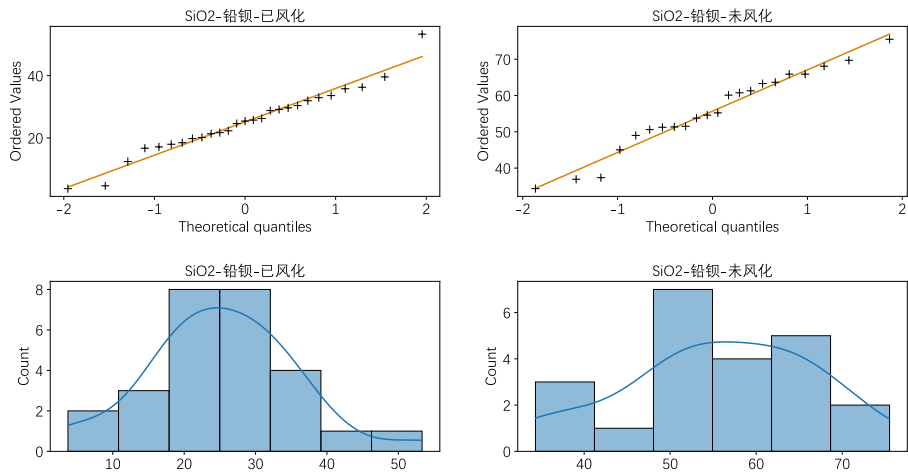 SiO2-铅钡-已风化
Ordered Values
40
20
-2 -1 0 1 2
Theoretical quantiles
SiO2-铅钡-未风化
Ordered Values
70
60
50
40
-2 -1 0 1 2
Theoretical quantiles
SiO2-铅钡-已风化
Count
8
6
4
2
0
10 20 30 40 50
SiO2-铅钡-未风化
Count
6
4
2
0
40 50 60 70